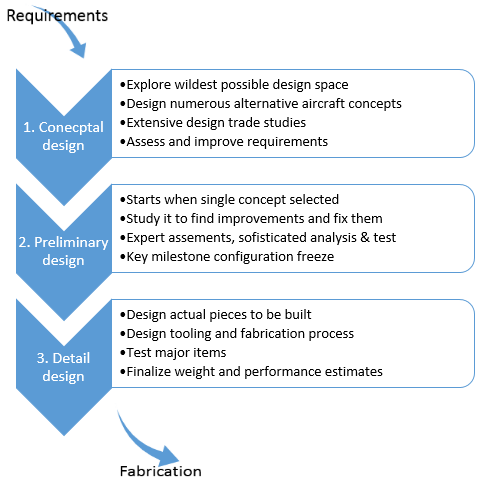 Requirements
1. Conecptal
design
•Explore wildest possible design space
•Design numerous alternative aircraft concepts
•Extensive design trade studies
•Assess and improve requirements
2. Preliminary
design
•Starts when single concept selected
•Study it to find improvements and fix them
•Expert assements, sofisticated analysis & test
•Key milestone configuration freeze
3. Detail
design
•Design actual pieces to be built
•Design tooling and fabrication process
•Test major items
•Finalize weight and performance estimates
Fabrication